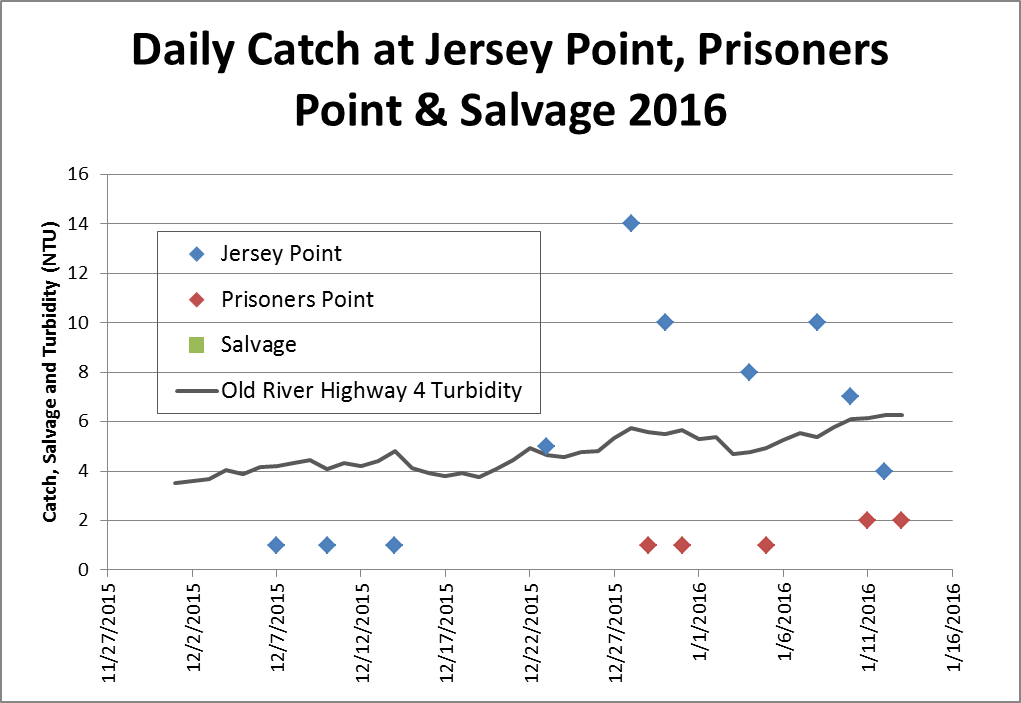 Daily Catch at Jersey Point, Prisoners
Point & Salvage 2016
Catch, Salvage and Turbidity (NTU)
16
14
12
10
8
6
4
2
0
Jersey Point
Prisoners Point
Salvage
Old River Highway 4 Turbidity
11/27/2015
12/2/2015
12/7/2015
12/12/2015
12/17/2015
12/22/2015
12/27/2015
1/1/2016
1/6/2016
1/11/2016
1/16/2016